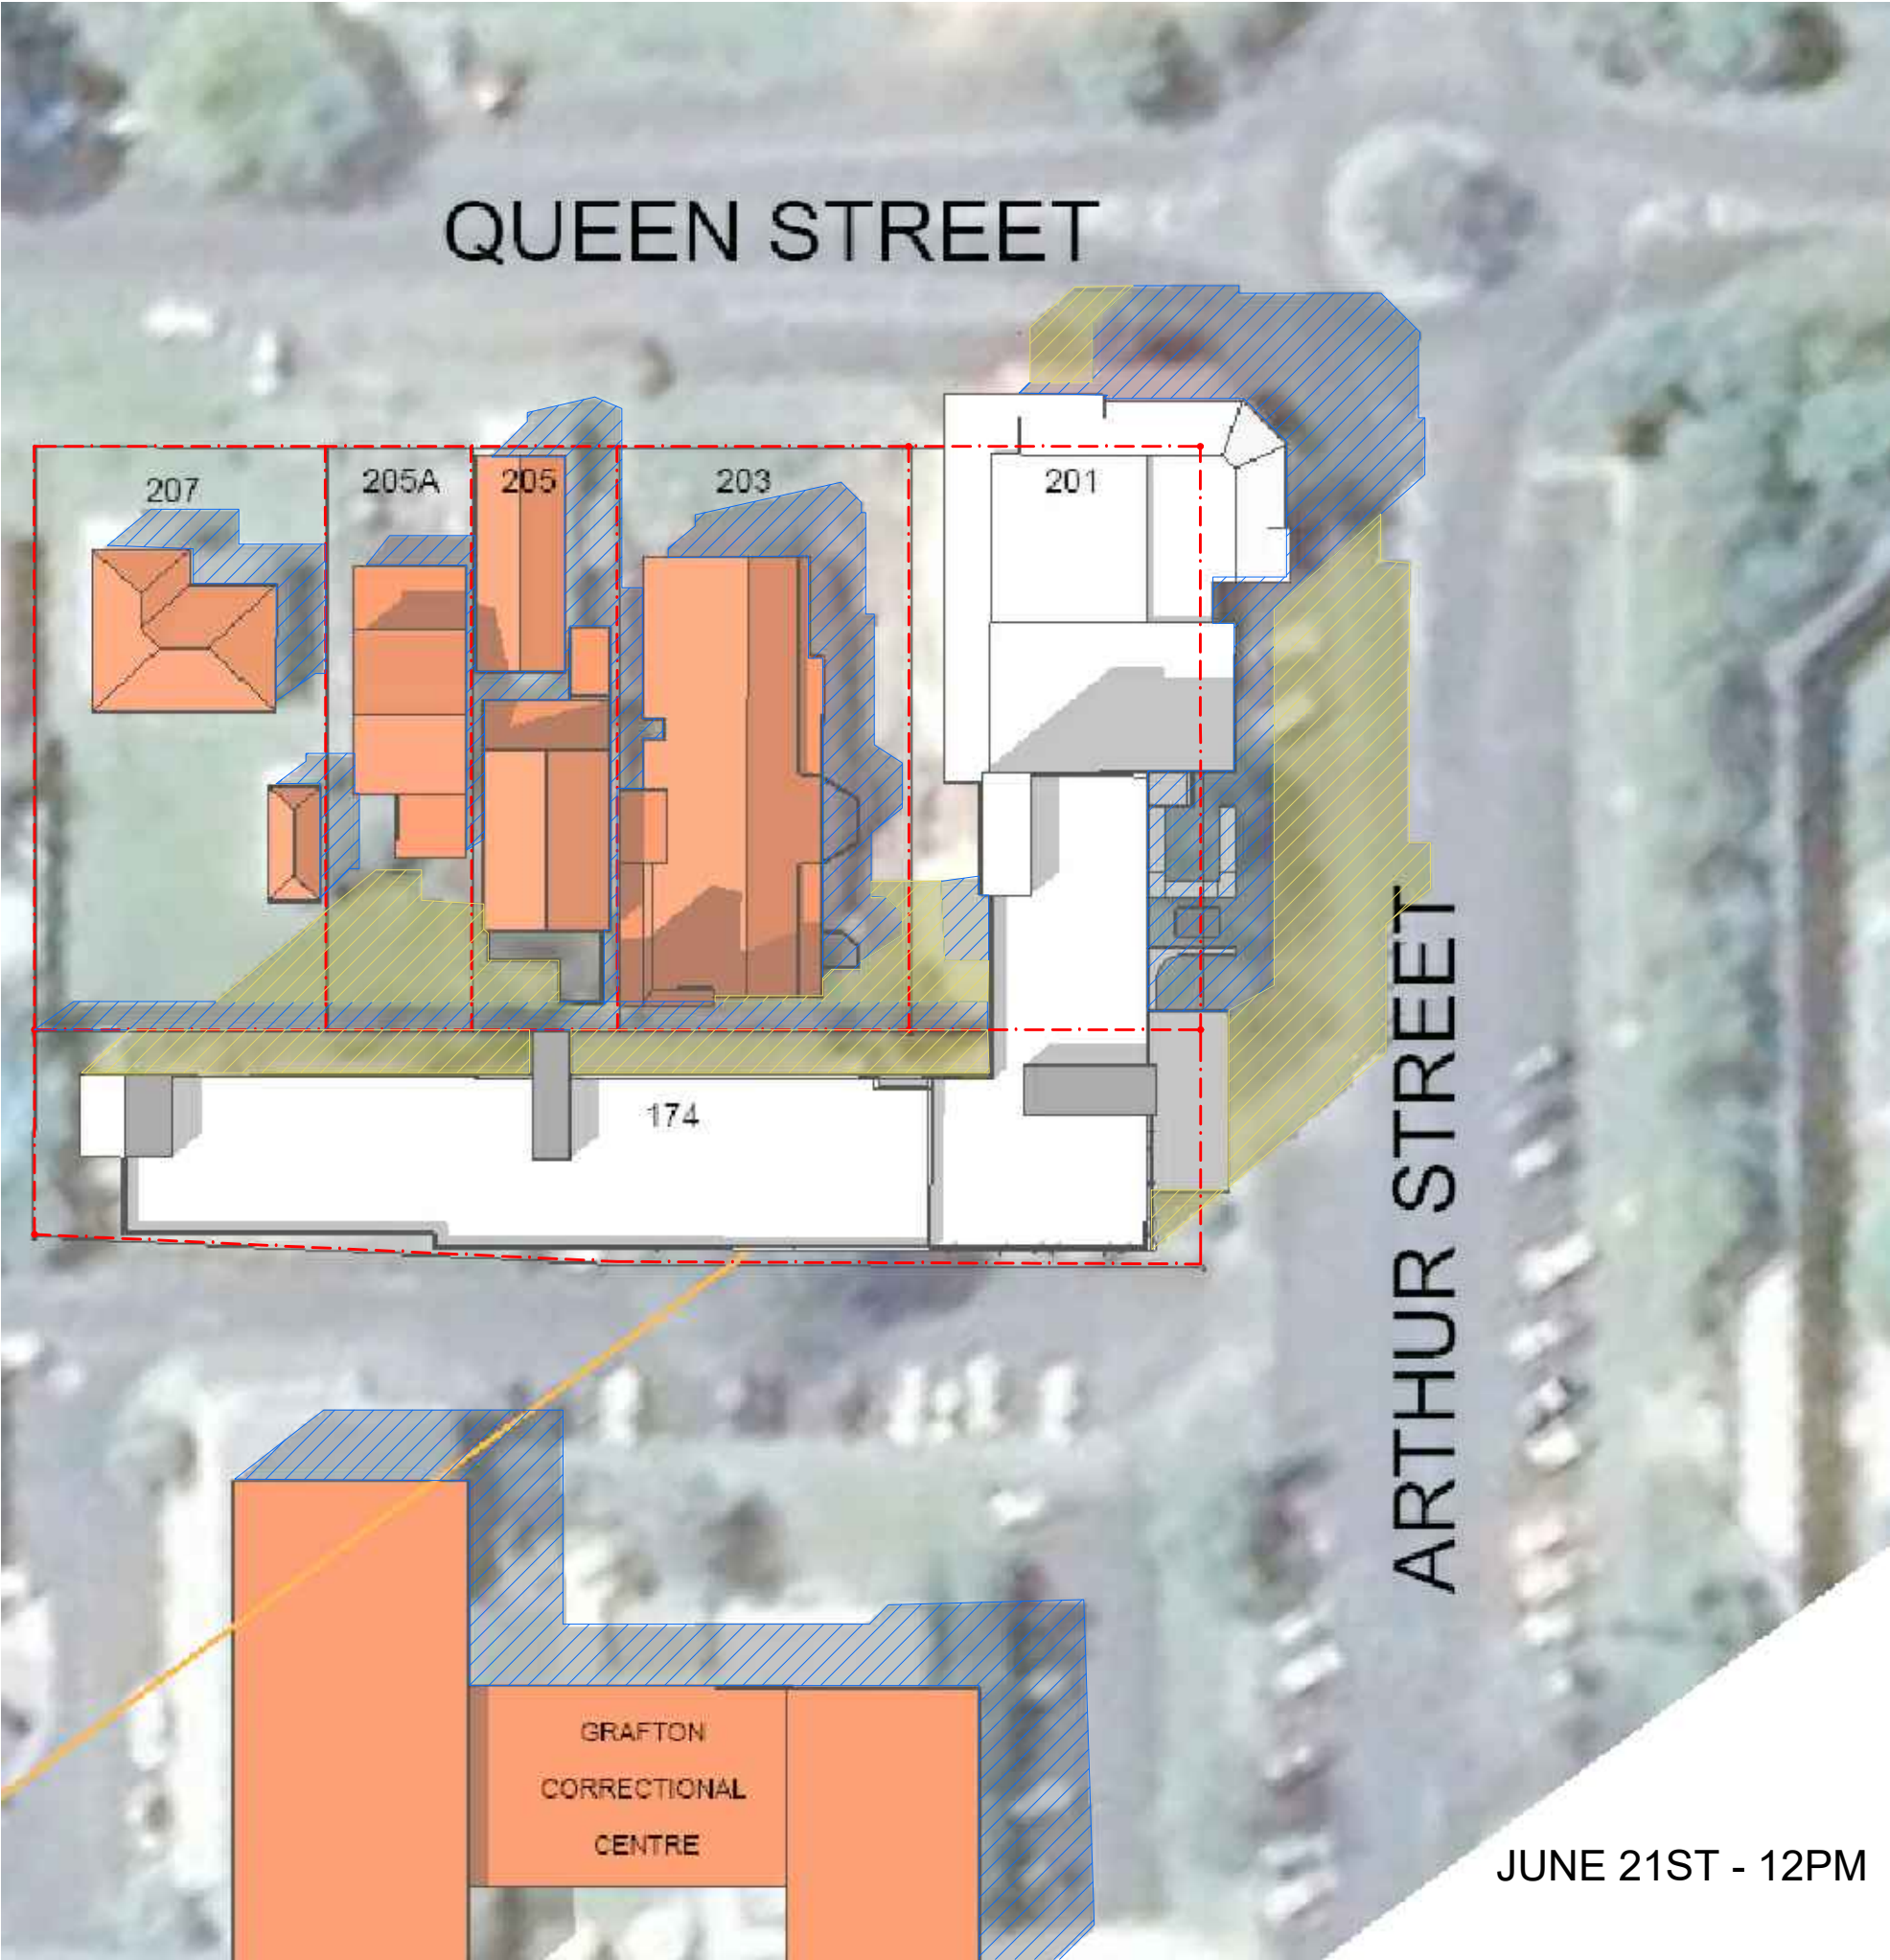 QUEEN STREET
207
205A
205
203
201
174
ARTHUR STREET
GRAFTON
CORRECTIONAL
CENTRE
JUNE 21ST - 12PM